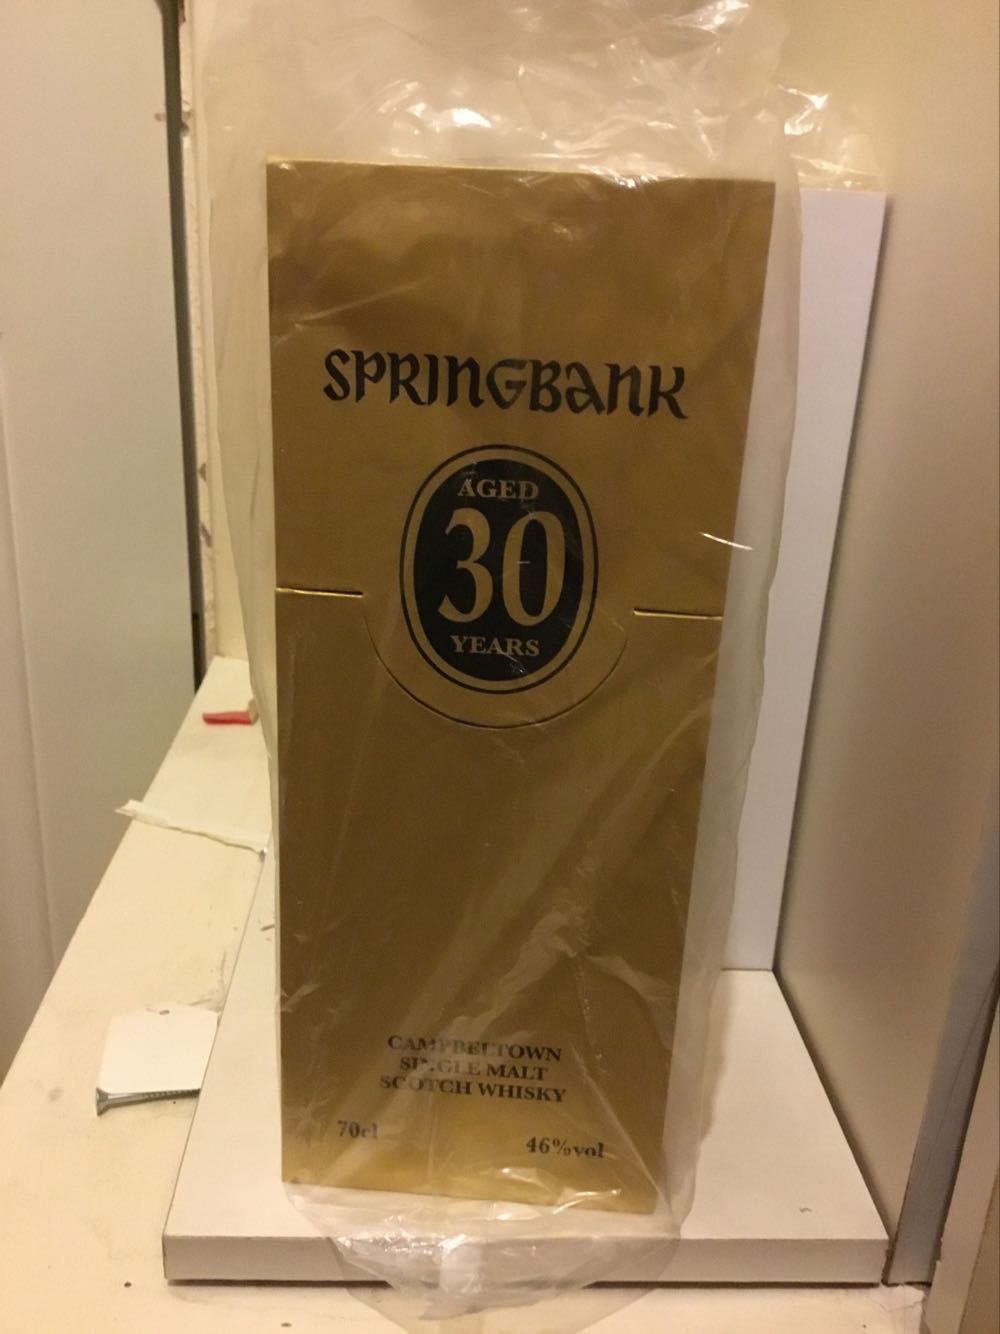 SPRINGBANK
AGED
30
YEARS
CAMPBELTOWN
SINGLE MALT
SCOTCH WHISKY
70cl
46%vol